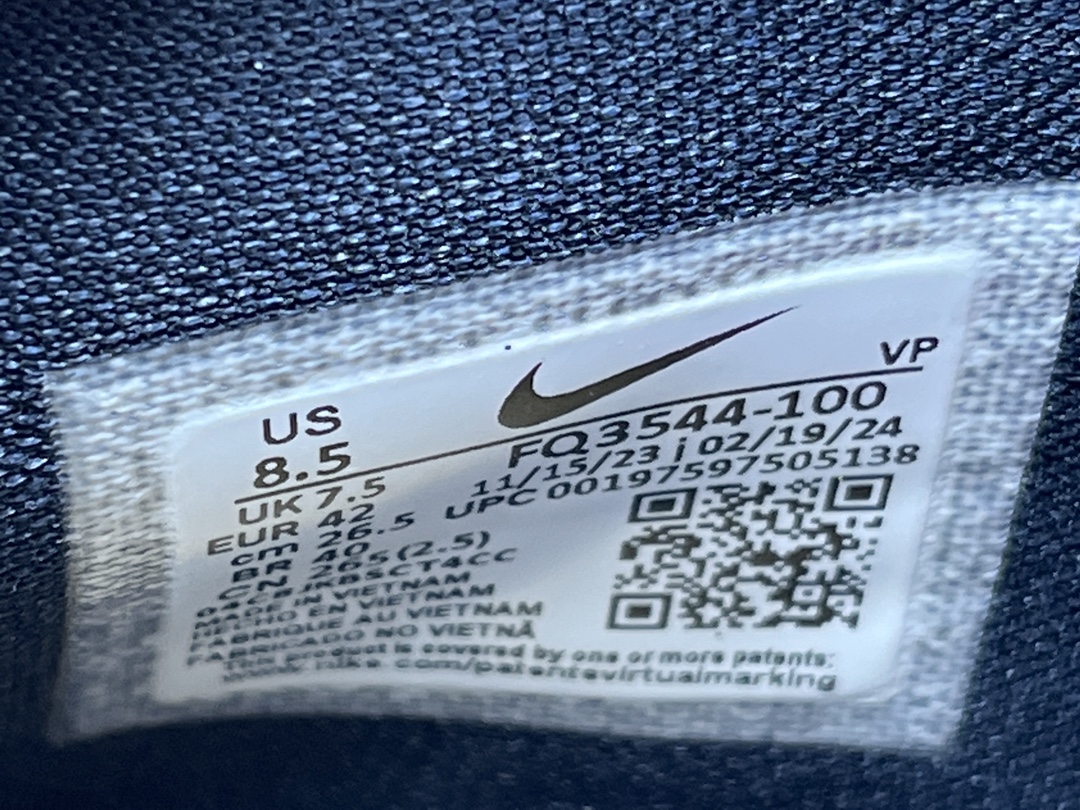 VP
US
8.5
FQ3544-100
11/15/23 j 02/19/24
UPC 00197597505138
UK 7.5
EUR 42
cm 26.5
BR 40
CN 265(2.5)
MADE IN VIETNAM
HECHO EN VIETNAM
FABRIQUE AU VIETNAM
FABRICADO NO VIETNÃ
This product is covered by one or more patents:
nike.com/patentsvirtualmarking